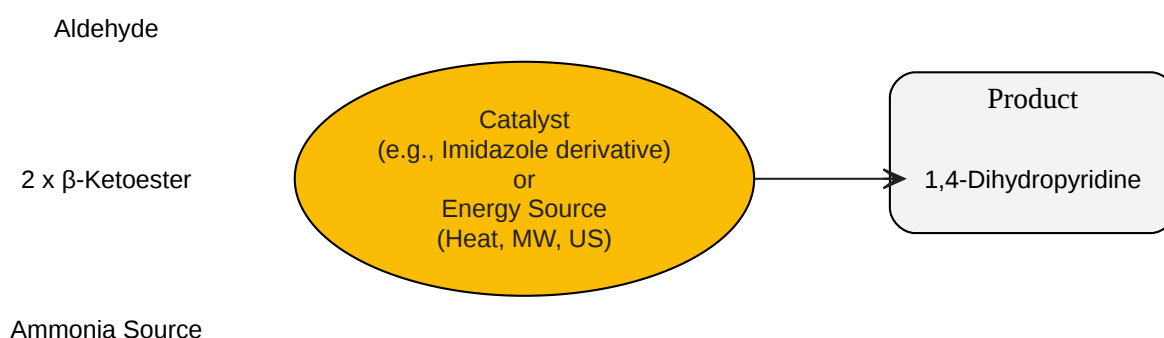 Aldehyde
2 x β-Ketoester
Ammonia Source
Catalyst
(e.g., Imidazole derivative)
or
Energy Source
(Heat, MW, US)
Product
1,4-Dihydropyridine